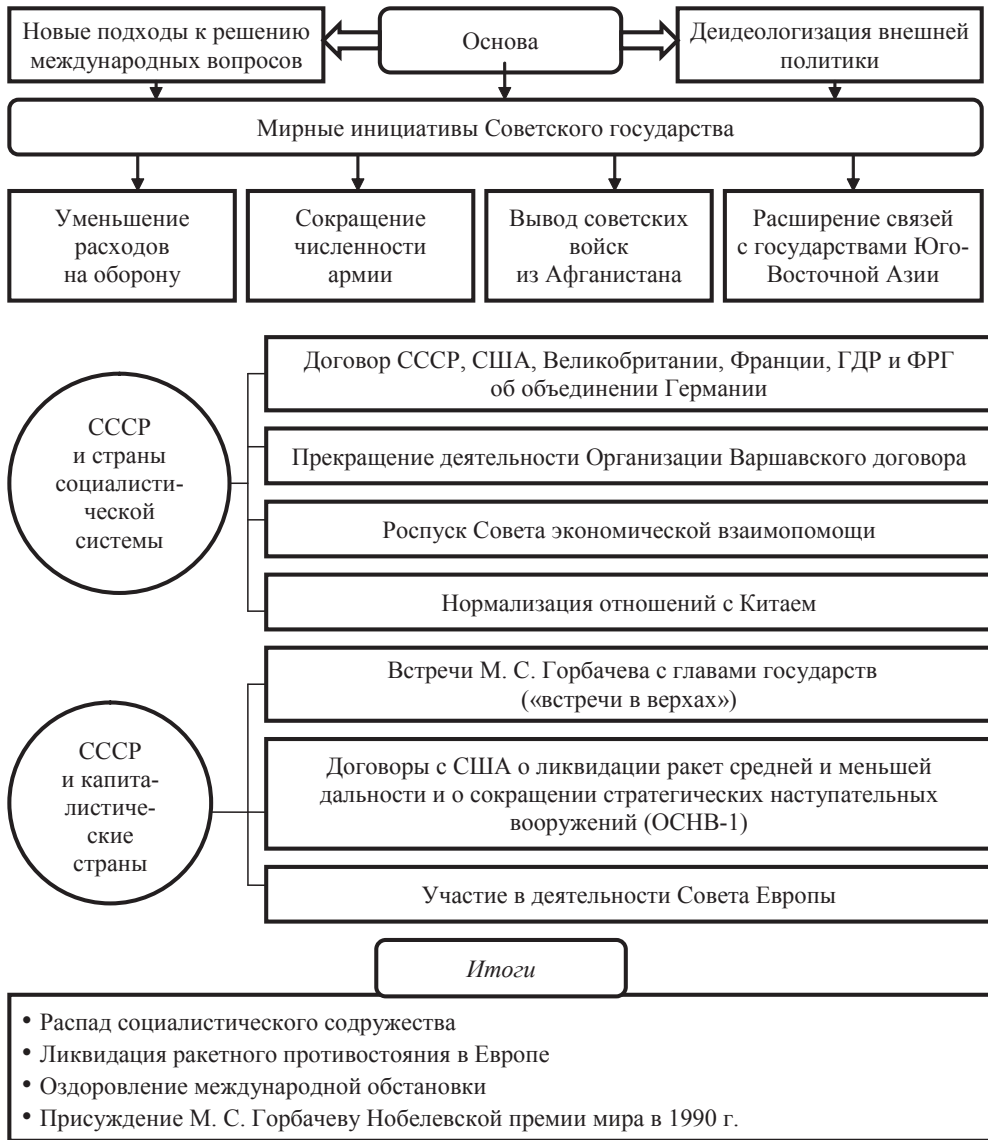 Новые подходы к решению
международных вопросов
Основа
Деидеологизация внешней
политики
Мирные инициативы Советского государства
Уменьшение
расходов
на оборону
Сокращение
численности
армии
Вывод советских
войск
из Афганистана
Расширение связей
с государствами Юго-
Восточной Азии
СССР
и страны
социалисти-
ческой
системы
Договор СССР, США, Великобритании, Франции, ГДР и ФРГ
об объединении Германии
Прекращение деятельности Организации Варшавского договора
Роспуск Совета экономической взаимопомощи
Нормализация отношений с Китаем
СССР
и капита-
листиче-
ские
страны
Встречи М. С. Горбачева с главами государств
(«встречи в верхах»)
Договоры с США о ликвидации ракет средней и меньшей
дальности и о сокращении стратегических наступательных
вооружений (ОСНВ-1)
Участие в деятельности Совета Европы
Итоги
• Распад социалистического содружества
• Ликвидация ракетного противостояния в Европе
• Оздоровление международной обстановки
• Присуждение М. С. Горбачеву Нобелевской премии мира в 1990 г.